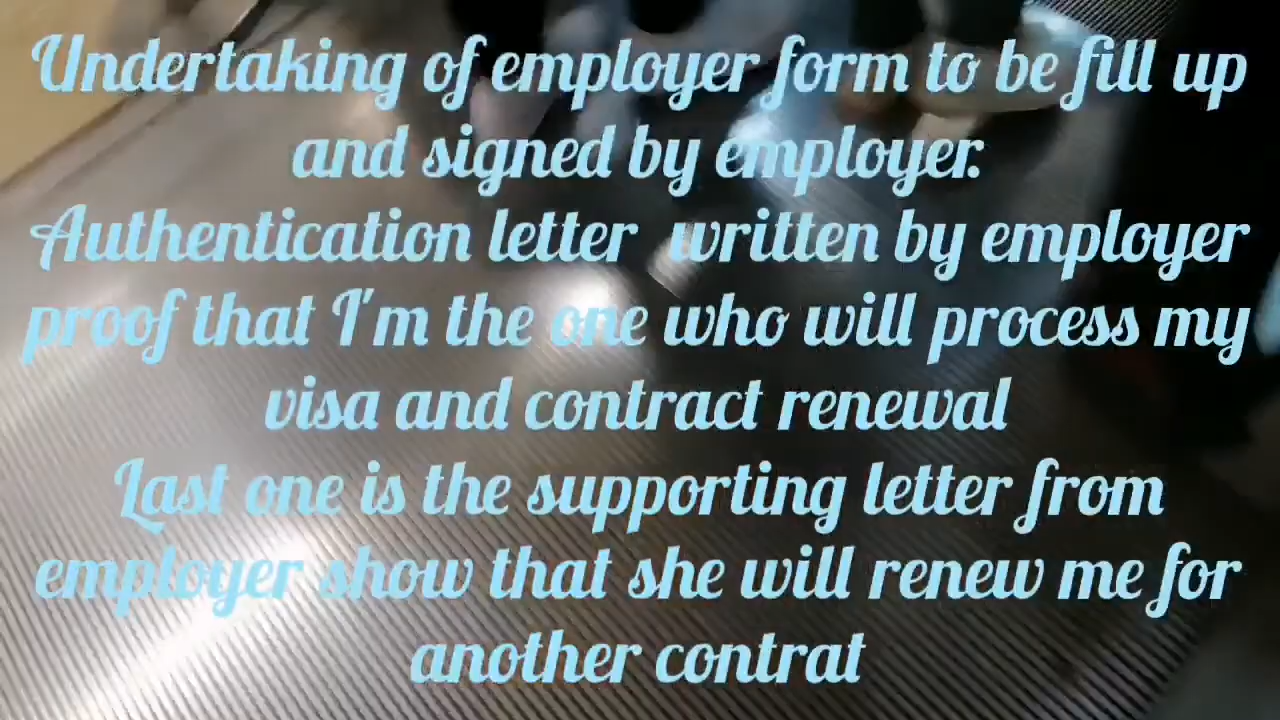 Undertaking of employer form to be fill up
and signed by employer.
Authentication letter written by employer
proof that I'm the one who will process my
visa and contract renewal
Last one is the supporting letter from
employer show that she will renew me for
another contrat